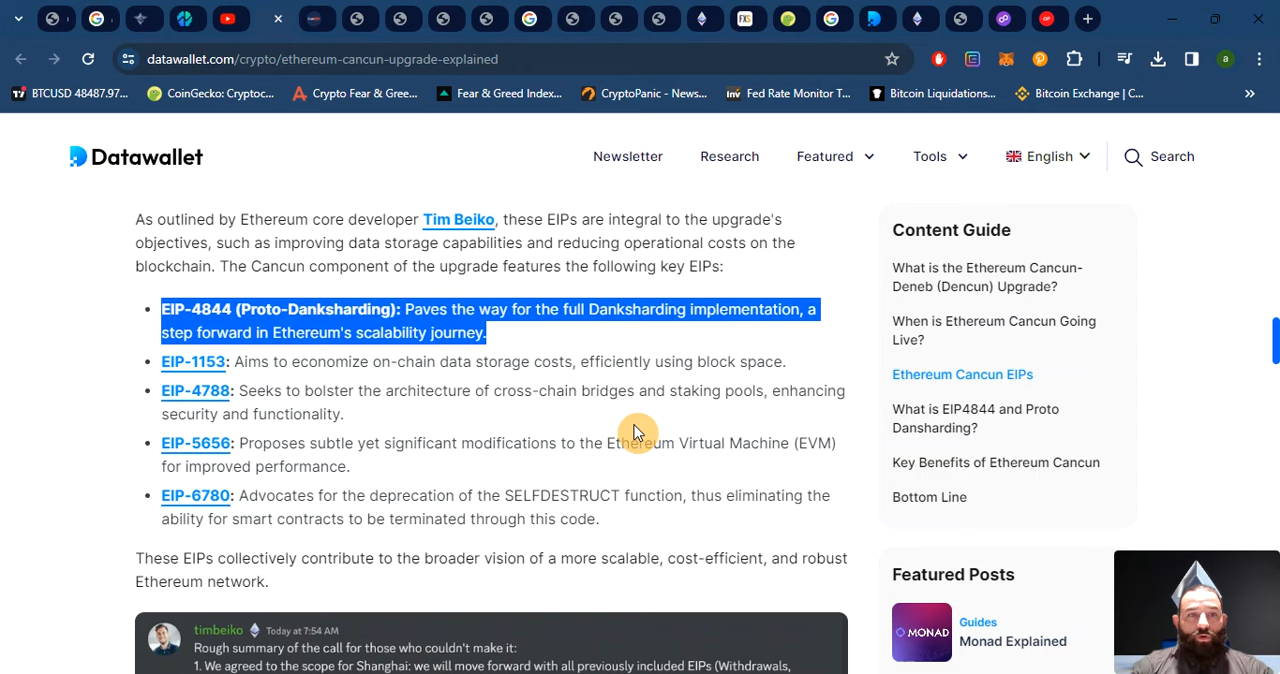 datawallet.com/crypto/ethereum-cancun-upgrade-explained
a
BTCUSD 48487.97...
CoinGecko: Cryptoc...
Crypto Fear & Gree...
Fear & Greed Index...
CryptoPanic - News...
Fed Rate Monitor T...
Bitcoin Liquidations...
Bitcoin Exchange | C...
Datawallet
Newsletter
Research
Featured
Tools
English
Search
As outlined by Ethereum core developer Tim Beiko, these EIPs are integral to the upgrade's
objectives, such as improving data storage capabilities and reducing operational costs on the
blockchain. The Cancun component of the upgrade features the following key EIPs:
• EIP-4844 (Proto-Danksharding): Paves the way for the full Danksharding implementation, a
step forward in Ethereum's scalability journey.
• EIP-1153: Aims to economize on-chain data storage costs, efficiently using block space.
• EIP-4788: Seeks to bolster the architecture of cross-chain bridges and staking pools, enhancing
security and functionality.
• EIP-5656: Proposes subtle yet significant modifications to the Ethereum Virtual Machine (EVM)
for improved performance.
• EIP-6780: Advocates for the deprecation of the SELFDESTRUCT function, thus eliminating the
ability for smart contracts to be terminated through this code.
These EIPs collectively contribute to the broader vision of a more scalable, cost-efficient, and robust
Ethereum network.
timbeiko Today at 7:54 AM
Rough summary of the call for those who couldn't make it:
1. We agreed to the scope for Shanghai: we will move forward with all previously included EIPs (Withdrawals,
Content Guide
What is the Ethereum Cancun-
Deneb (Dencun) Upgrade?
When is Ethereum Cancun Going
Live?
Ethereum Cancun EIPs
What is EIP4844 and Proto
Dansharding?
Key Benefits of Ethereum Cancun
Bottom Line
Featured Posts
MONAD
Guides
Monad Explained